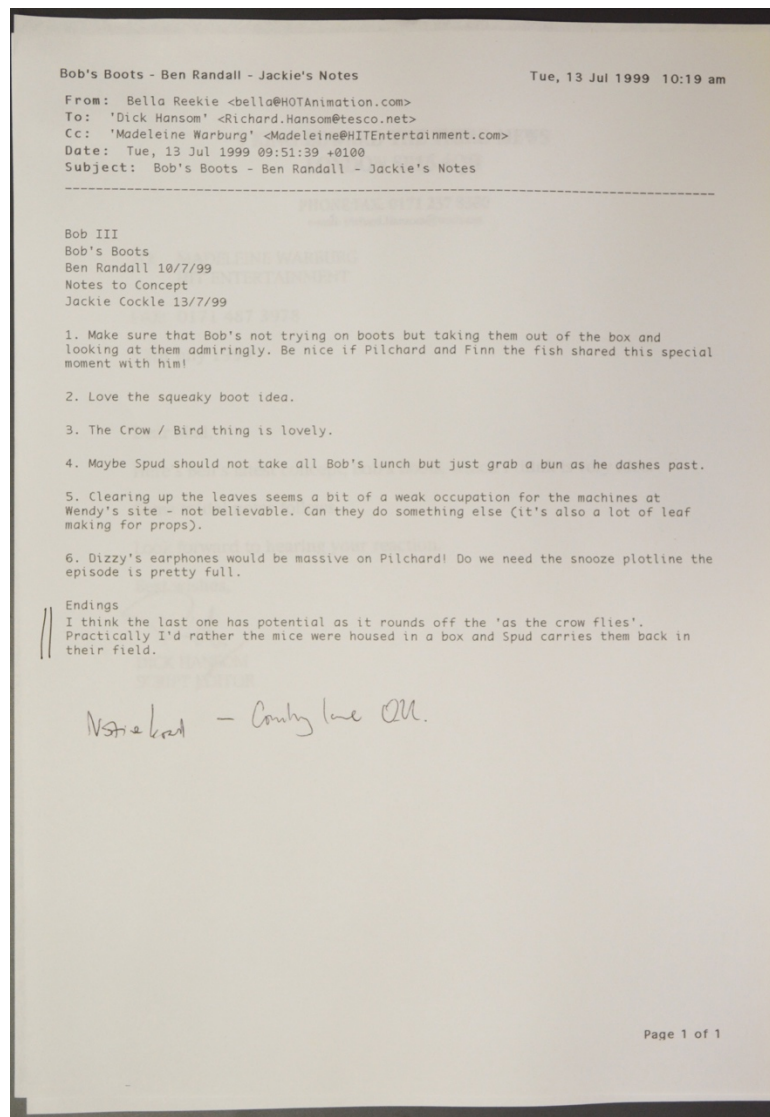 Bob's Boots - Ben Randall - Jackie's Notes Tue, 13 Jul 1999 10:19 am
From: Bella Reekie <bella@HOTAnimation.com>
To: 'Dick Hansom' <Richard.Hansom@tesco.net>
Cc: 'Madeleine Warburg' <Madeleine@HITEntertainment.com>
Date: Tue, 13 Jul 1999 09:51:39 +0100
Subject: Bob's Boots - Ben Randall - Jackie's Notes
Bob III
Bob's Boots
Ben Randall 10/7/99
Notes to Concept
Jackie Cockle 13/7/99
1. Make sure that Bob's not trying on boots but taking them out of the box and
looking at them admiringly. Be nice if Pilchard and Finn the fish shared this special
moment with him!
2. Love the squeaky boot idea.
3. The Crow / Bird thing is lovely.
4. Maybe Spud should not take all Bob's lunch but just grab a bun as he dashes past.
5. Clearing up the leaves seems a bit of a weak occupation for the machines at
Wendy's site - not believable. Can they do something else (it's also a lot of leaf
making for props).
6. Dizzy's earphones would be massive on Pilchard! Do we need the snooze plotline the
episode is pretty full.
Endings
I think the last one has potential as it rounds off the 'as the crow flies'.
Practically I'd rather the mice were housed in a box and Spud carries them back in
their field.
- Country lane OK.
Page 1 of 1